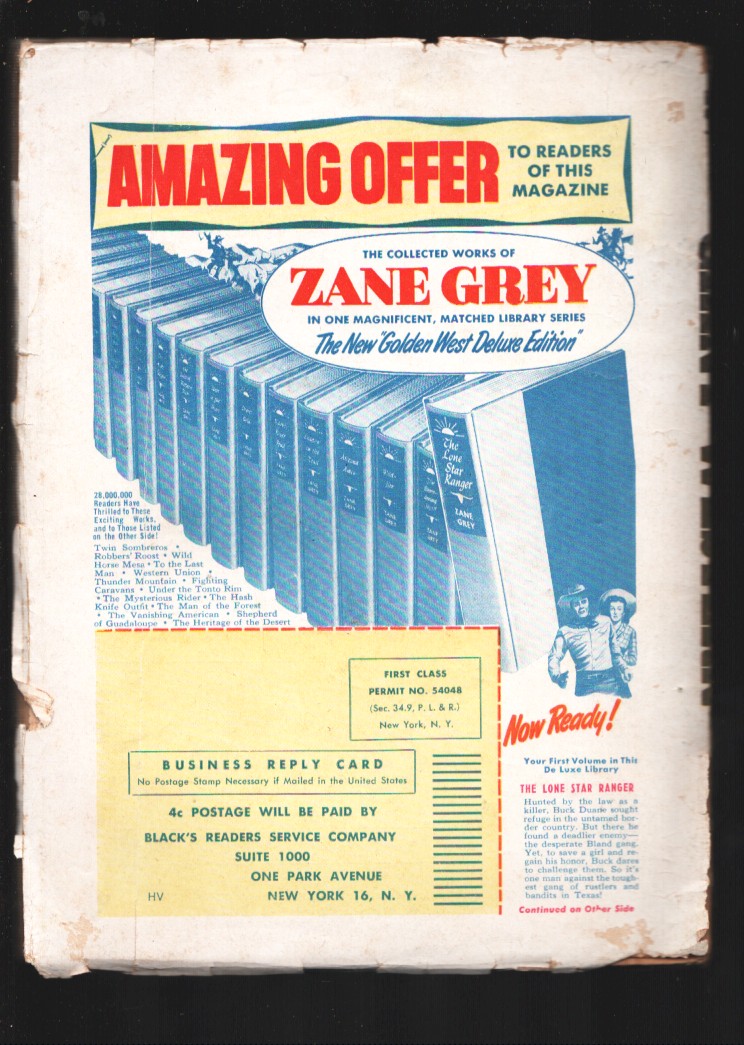 AMAZING OFFER
TO READERS
OF THIS
MAGAZINE
THE COLLECTED WORKS OF
ZANE GREY
IN ONE MAGNIFICENT, MATCHED LIBRARY SERIES
The New "Golden West Deluxe Edition"
The
Lone
Star
Ranger
ZANE
GREY
28,000,000
Readers Have
Thrilled to These
Exciting Works,
and to Those Listed
on the Other Side!
Twin Sombreros •
Robbers' Roost • Wild
Horse Mesa • To the Last
Man • Western Union •
Thunder Mountain • Fighting
Caravans • Under the Tonto Rim
• The Mysterious Rider • The Hash
Knife Outfit • The Man of the Forest
• The Vanishing American • Shepherd
of Guadaloupe • The Heritage of the Desert
FIRST CLASS
PERMIT NO. 54048
(Sec. 34.9, P. L. & R.)
New York, N. Y.
BUSINESS REPLY CARD
No Postage Stamp Necessary if Mailed in the United States
4c POSTAGE WILL BE PAID BY
BLACK'S READERS SERVICE COMPANY
SUITE 1000
ONE PARK AVENUE
NEW YORK 16, N. Y.
HV
Now Ready!
Your First Volume in This
De Luxe Library
THE LONE STAR RANGER
Hunted by the law as a
killer, Buck Duane sought
refuge in the untamed bor-
der country. But there he
found a deadlier enemy—
the desperate Bland gang.
Yet, to save a girl and re-
gain his honor, Buck dares
to challenge them. So it's
one man against the tough-
est gang of rustlers and
bandits in Texas!
Continued on Other Side